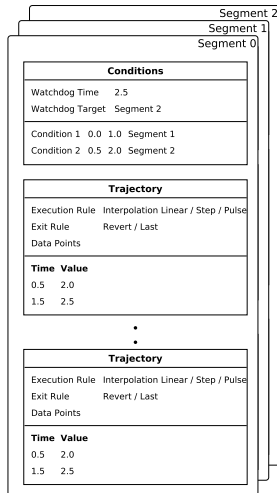 Segment 2
Segment 1
Segment 0
Conditions
Watchdog Time 2.5
Watchdog Target Segment 2
Condition 1 0.0 1.0 Segment 1
Condition 2 0.5 2.0 Segment 2
Trajectory
Execution Rule Interpolation Linear / Step / Pulse
Exit Rule Revert / Last
Data Points
Time Value
0.5 2.0
1.5 2.5
Trajectory
Execution Rule Interpolation Linear / Step / Pulse
Exit Rule Revert / Last
Data Points
Time Value
0.5 2.0
1.5 2.5